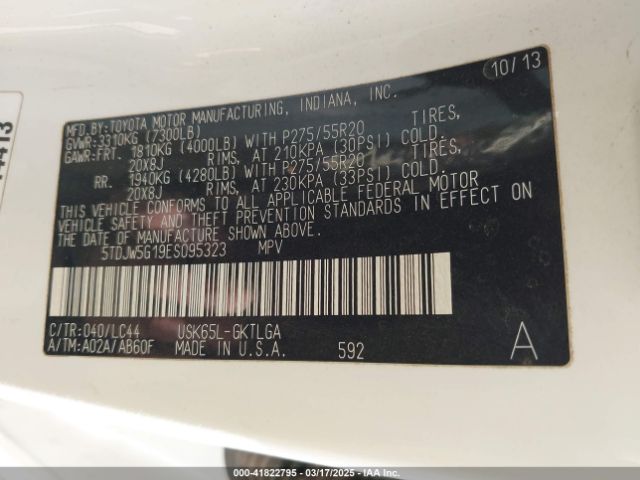 10/13
MFD.BY:TOYOTA MOTOR MANUFACTURING, INDIANA, INC.
GVWR:3310KG (7300LB)
GAWR:FRT. 1810KG (4000LB) WITH P275/55R20 TIRES,
20X8J RIMS, AT 210KPA (30PSI) COLD.
RR. 1940KG (4280LB) WITH P275/55R20 TIRES,
20X8J RIMS, AT 230KPA (33PSI) COLD.
THIS VEHICLE CONFORMS TO ALL APPLICABLE FEDERAL MOTOR
VEHICLE SAFETY AND THEFT PREVENTION STANDARDS IN EFFECT ON
THE DATE OF MANUFACTURE SHOWN ABOVE.
5TDJW5G19ES095323 MPV
C/TR:040/LC44 USK65L-GKTLGA
A/TM:A02A/AB60F MADE IN U.S.A. 592 A
000-41822795 - 03/17/2025 - IAA Inc.